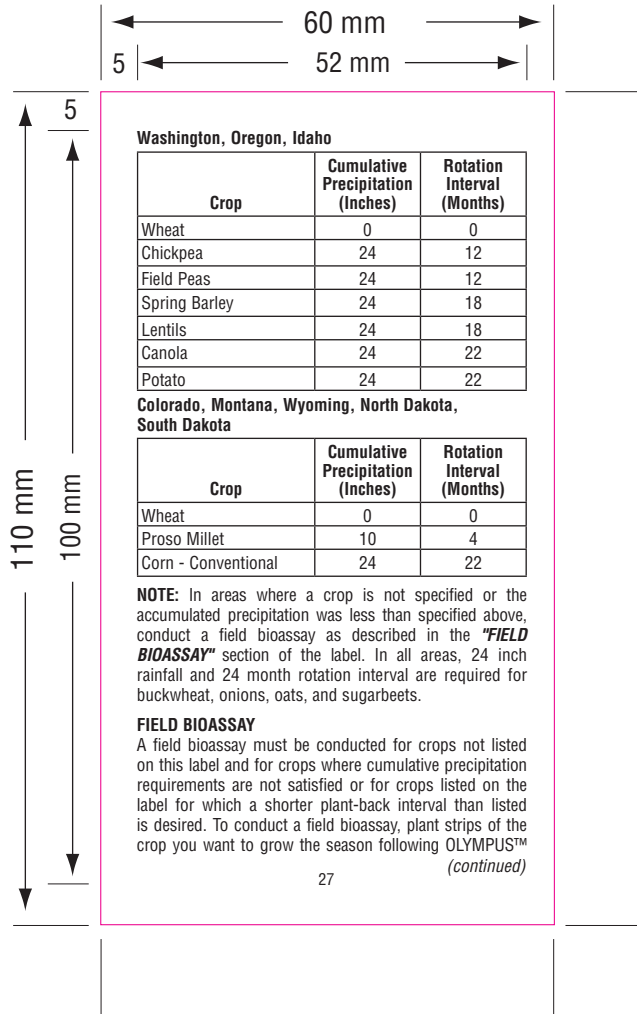 60 mm
5 52 mm
5
110 mm
100 mm
Washington, Oregon, Idaho
Crop Cumulative Precipitation (Inches) Rotation Interval (Months)
Wheat 0 0
Chickpea 24 12
Field Peas 24 12
Spring Barley 24 18
Lentils 24 18
Canola 24 22
Potato 24 22
Colorado, Montana, Wyoming, North Dakota,
South Dakota
Crop Cumulative Precipitation (Inches) Rotation Interval (Months)
Wheat 0 0
Proso Millet 10 4
Corn - Conventional 24 22
NOTE: In areas where a crop is not specified or the
accumulated precipitation was less than specified above,
conduct a field bioassay as described in the "FIELD
BIOASSAY" section of the label. In all areas, 24 inch
rainfall and 24 month rotation interval are required for
buckwheat, onions, oats, and sugarbeets.
FIELD BIOASSAY
A field bioassay must be conducted for crops not listed
on this label and for crops where cumulative precipitation
requirements are not satisfied or for crops listed on the
label for which a shorter plant-back interval than listed
is desired. To conduct a field bioassay, plant strips of the
crop you want to grow the season following OLYMPUS™
(continued)
27